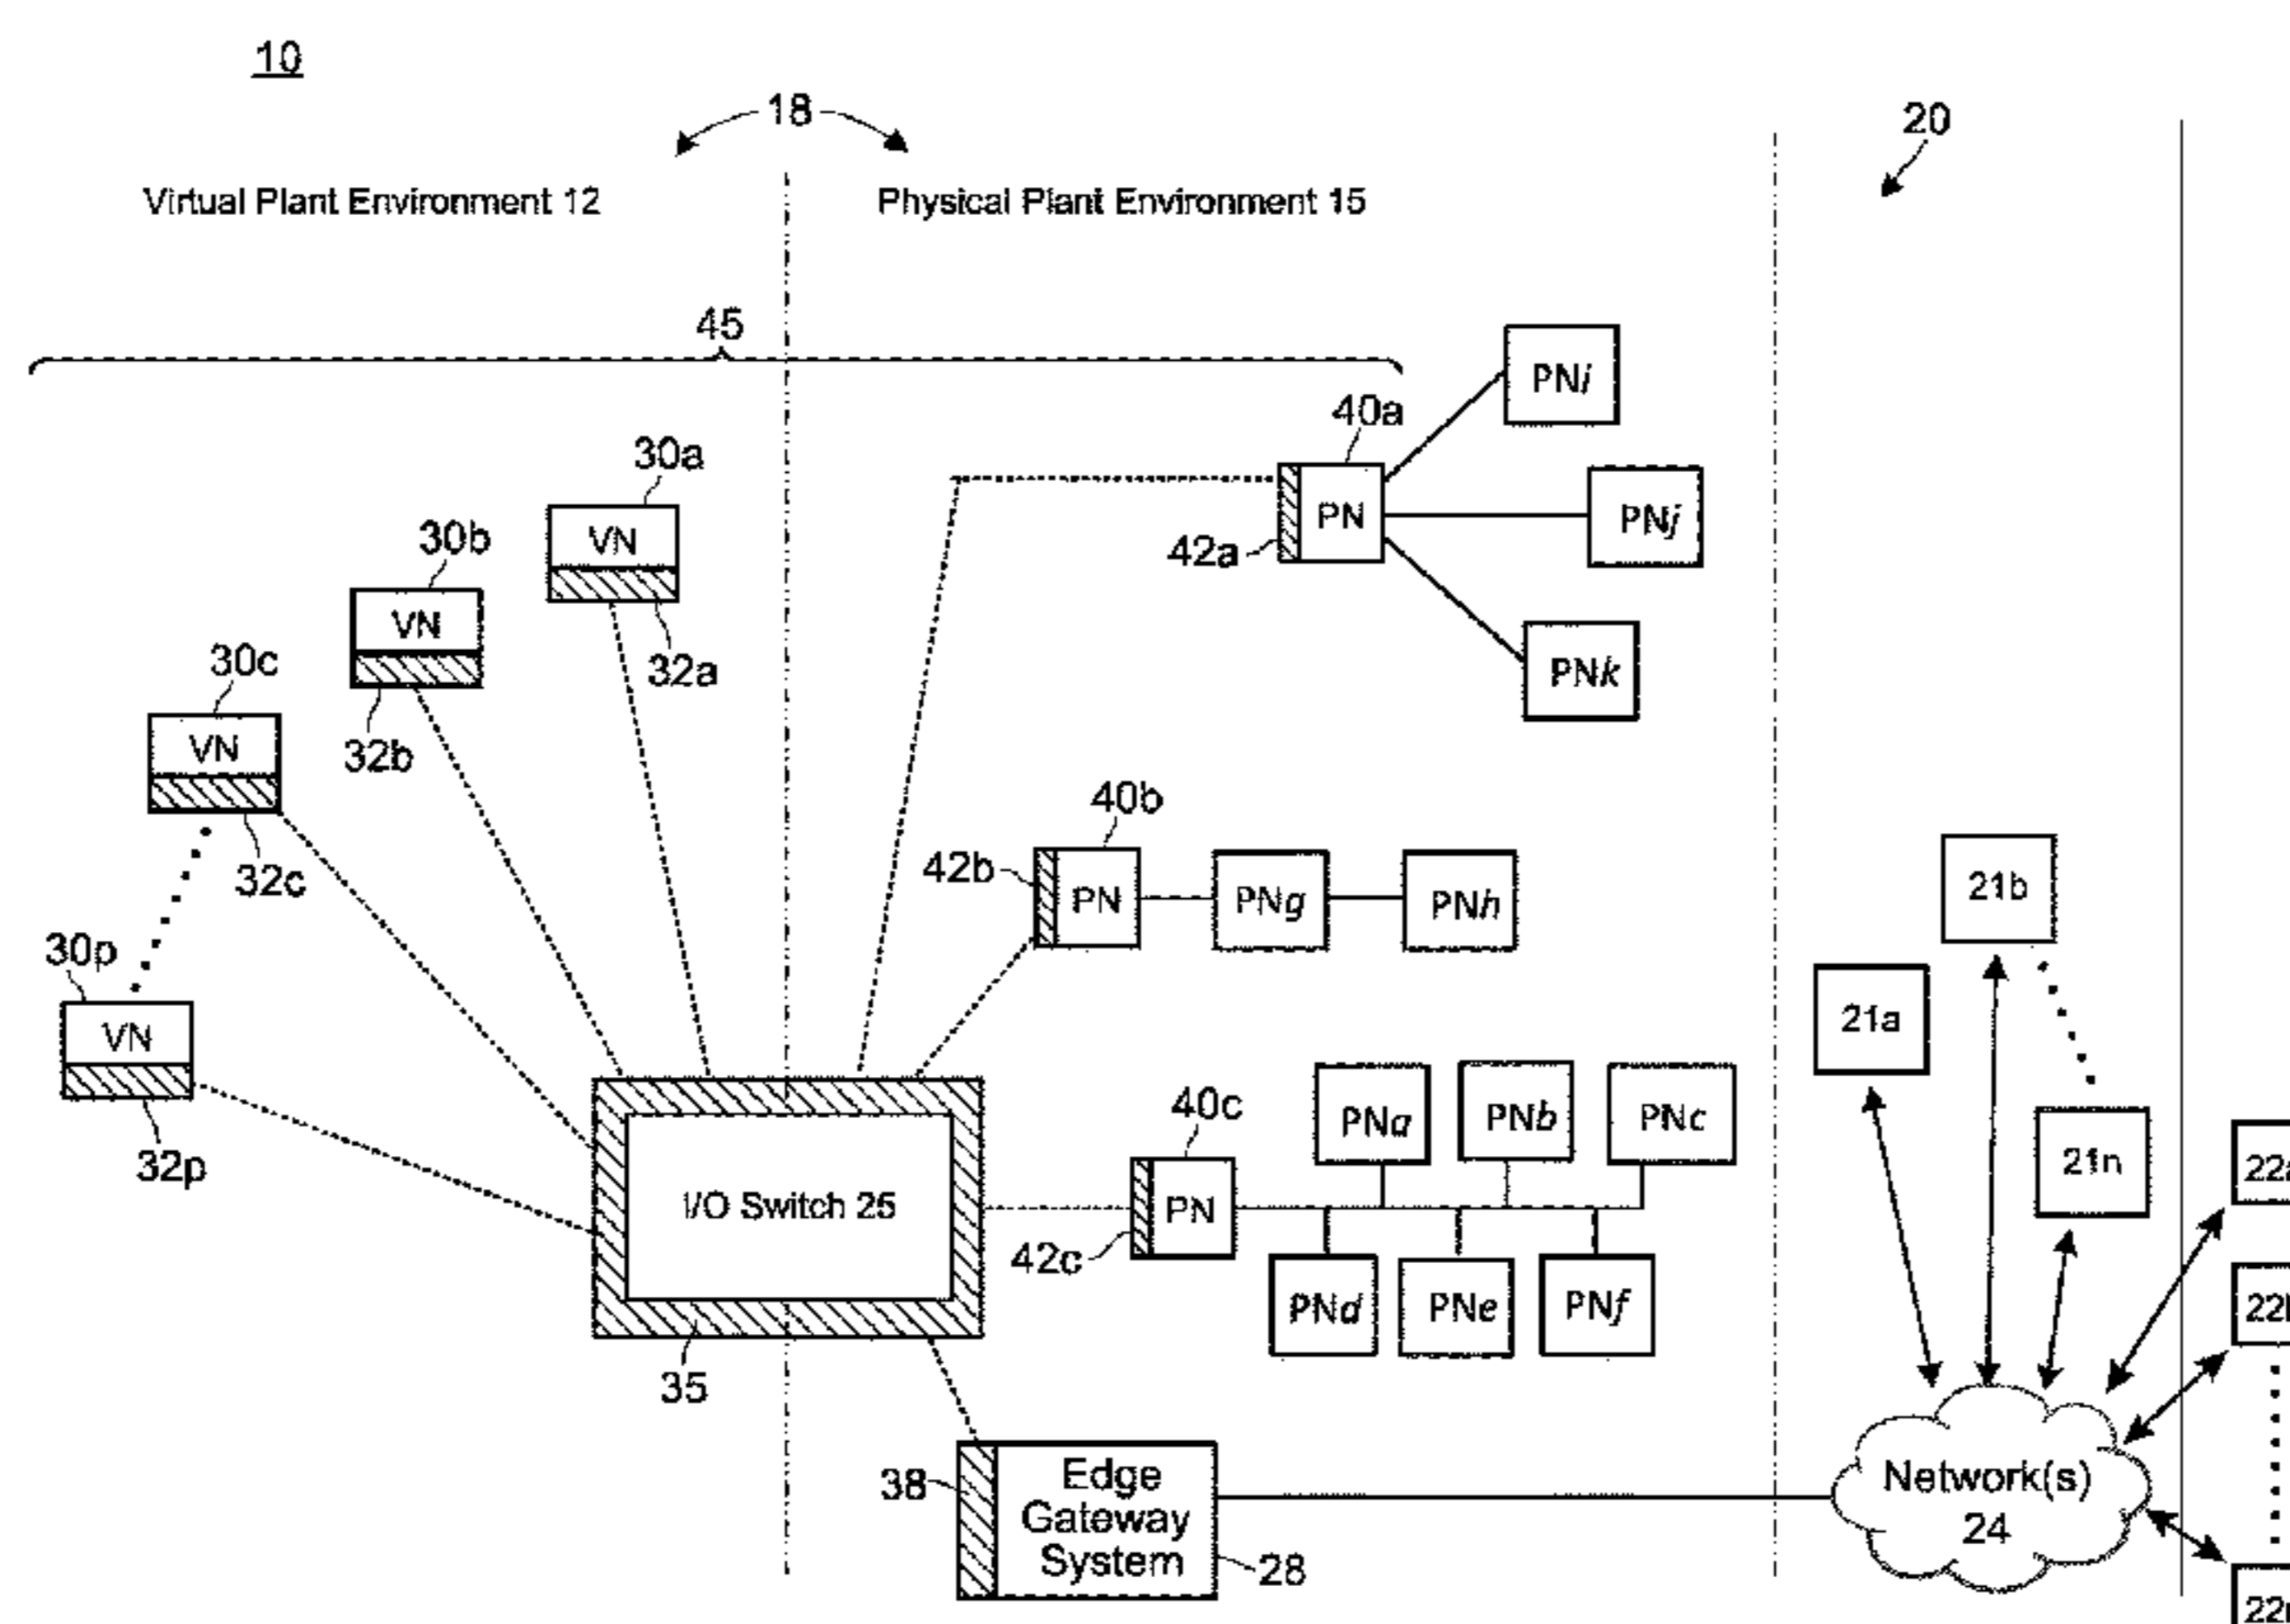 10
18
20
Virtual Plant Environment 12
Physical Plant Environment 15
45
PNi
40a
30a
PN
PNj
42a
30b
VN
VN
32a
PNk
30c
VN
32b
40b
32c
42b
PN
PNg
PNh
21b
30p
VN
21a
32p
40c
PNa
PNb
PNc
21n
I/O Switch 25
PN
42c
22a
PNd
PNe
PNf
22b
35
38
Edge
Gateway
System
28
Network(s)
24